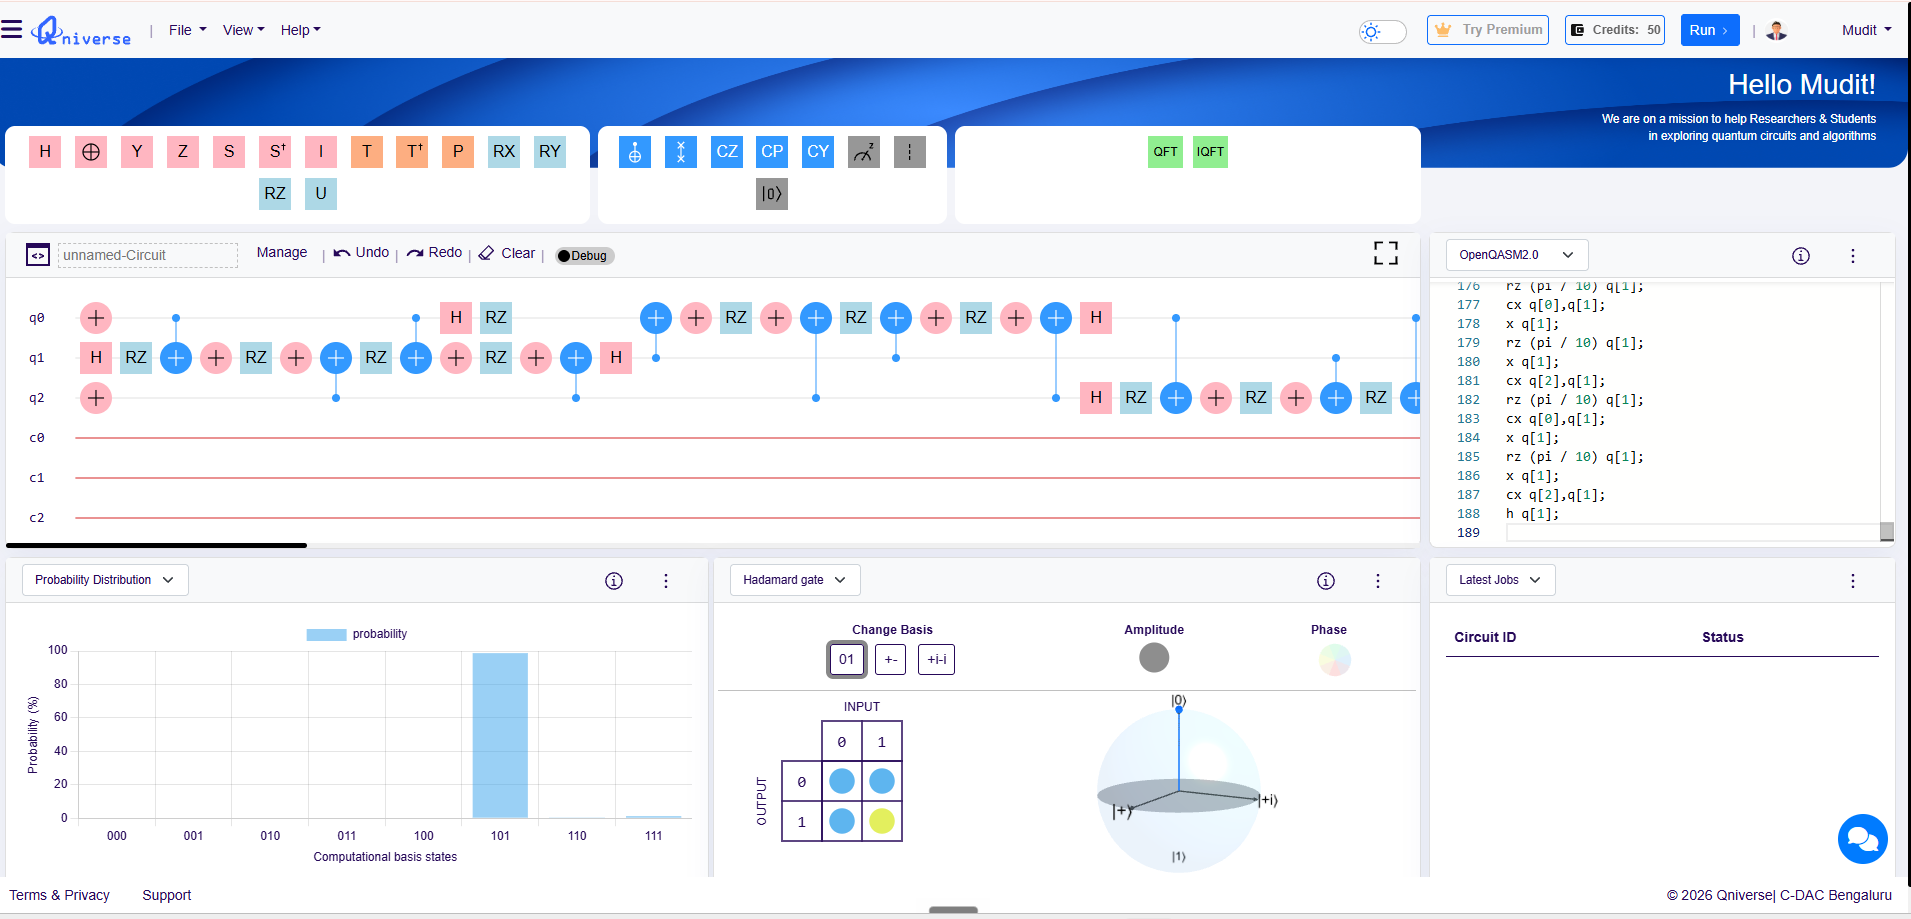 Qniverse | File View Help Try Premium Credits: 50 Run > | Mudit
Hello Mudit!
We are on a mission to help Researchers & Students
in exploring quantum circuits and algorithms
H Y Z S S† I T T† P RX RY
RZ U
CZ CP CY z
|0⟩
QFT IQFT
<> unnamed-Circuit Manage | Undo | Redo | Clear | Debug
q0 H RZ RZ RZ RZ H
q1 H RZ RZ RZ RZ H
q2 H RZ RZ RZ
c0
c1
c2
OpenQASM2.0
176 rz (pi / 10) q[1];
177 cx q[0],q[1];
178 x q[1];
179 rz (pi / 10) q[1];
180 x q[1];
181 cx q[2],q[1];
182 rz (pi / 10) q[1];
183 cx q[0],q[1];
184 x q[1];
185 rz (pi / 10) q[1];
186 x q[1];
187 cx q[2],q[1];
188 h q[1];
189
Probability Distribution
probability
Probability (%)
100
80
60
40
20
0
000 001 010 011 100 101 110 111
Computational basis states
Hadamard gate
Change Basis Amplitude Phase
01 +- +i-i
INPUT
0 1
OUTPUT
0
1
|0⟩
|+⟩ |+i⟩
|1⟩
Latest Jobs
Circuit ID Status
Terms & Privacy Support © 2026 Qniverse| C-DAC Bengaluru